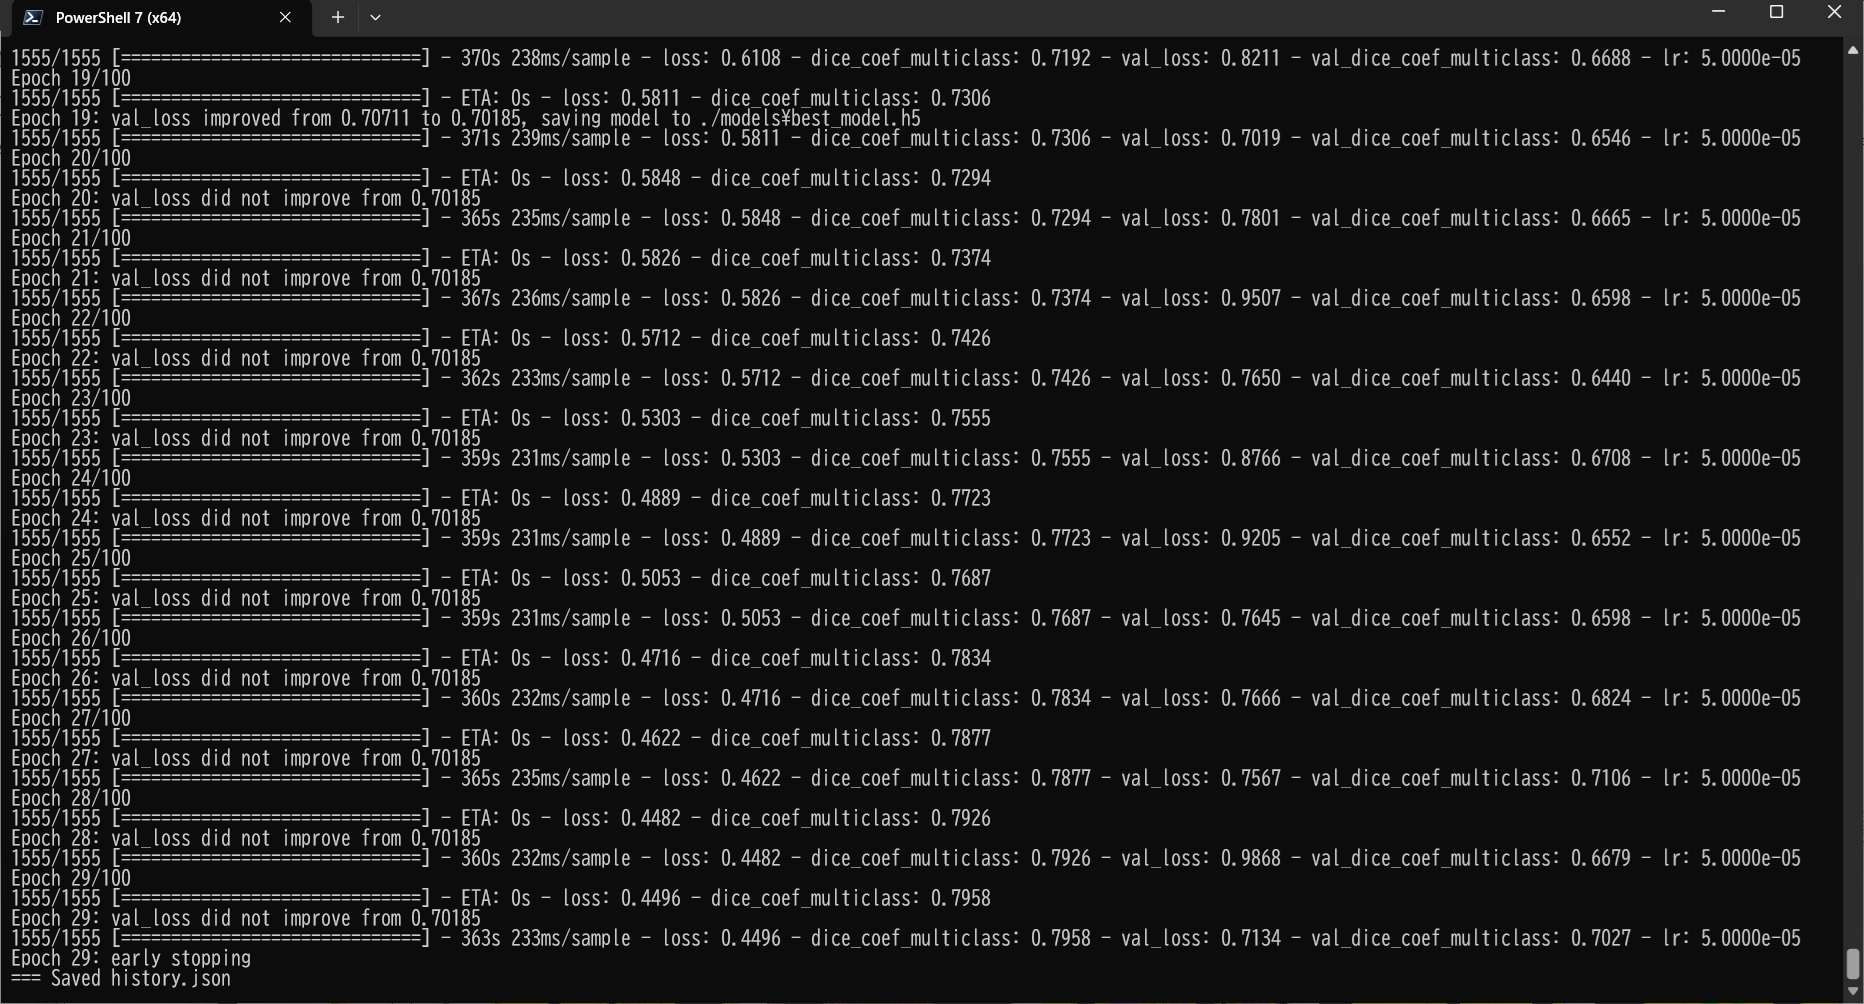 PowerShell 7 (x64)
1555/1555 [==============================] - 370s 238ms/sample - loss: 0.6108 - dice_coef_multiclass: 0.7192 - val_loss: 0.8211 - val_dice_coef_multiclass: 0.6688 - lr: 5.0000e-05
Epoch 19/100
1555/1555 [==============================] - ETA: 0s - loss: 0.5811 - dice_coef_multiclass: 0.7306
Epoch 19: val_loss improved from 0.70711 to 0.70185, saving model to ./models¥best_model.h5
1555/1555 [==============================] - 371s 239ms/sample - loss: 0.5811 - dice_coef_multiclass: 0.7306 - val_loss: 0.7019 - val_dice_coef_multiclass: 0.6546 - lr: 5.0000e-05
Epoch 20/100
1555/1555 [==============================] - ETA: 0s - loss: 0.5848 - dice_coef_multiclass: 0.7294
Epoch 20: val_loss did not improve from 0.70185
1555/1555 [==============================] - 365s 235ms/sample - loss: 0.5848 - dice_coef_multiclass: 0.7294 - val_loss: 0.7801 - val_dice_coef_multiclass: 0.6665 - lr: 5.0000e-05
Epoch 21/100
1555/1555 [==============================] - ETA: 0s - loss: 0.5826 - dice_coef_multiclass: 0.7374
Epoch 21: val_loss did not improve from 0.70185
1555/1555 [==============================] - 367s 236ms/sample - loss: 0.5826 - dice_coef_multiclass: 0.7374 - val_loss: 0.9507 - val_dice_coef_multiclass: 0.6598 - lr: 5.0000e-05
Epoch 22/100
1555/1555 [==============================] - ETA: 0s - loss: 0.5712 - dice_coef_multiclass: 0.7426
Epoch 22: val_loss did not improve from 0.70185
1555/1555 [==============================] - 362s 233ms/sample - loss: 0.5712 - dice_coef_multiclass: 0.7426 - val_loss: 0.7650 - val_dice_coef_multiclass: 0.6440 - lr: 5.0000e-05
Epoch 23/100
1555/1555 [==============================] - ETA: 0s - loss: 0.5303 - dice_coef_multiclass: 0.7555
Epoch 23: val_loss did not improve from 0.70185
1555/1555 [==============================] - 359s 231ms/sample - loss: 0.5303 - dice_coef_multiclass: 0.7555 - val_loss: 0.8766 - val_dice_coef_multiclass: 0.6708 - lr: 5.0000e-05
Epoch 24/100
1555/1555 [==============================] - ETA: 0s - loss: 0.4889 - dice_coef_multiclass: 0.7723
Epoch 24: val_loss did not improve from 0.70185
1555/1555 [==============================] - 359s 231ms/sample - loss: 0.4889 - dice_coef_multiclass: 0.7723 - val_loss: 0.9205 - val_dice_coef_multiclass: 0.6552 - lr: 5.0000e-05
Epoch 25/100
1555/1555 [==============================] - ETA: 0s - loss: 0.5053 - dice_coef_multiclass: 0.7687
Epoch 25: val_loss did not improve from 0.70185
1555/1555 [==============================] - 359s 231ms/sample - loss: 0.5053 - dice_coef_multiclass: 0.7687 - val_loss: 0.7645 - val_dice_coef_multiclass: 0.6598 - lr: 5.0000e-05
Epoch 26/100
1555/1555 [==============================] - ETA: 0s - loss: 0.4716 - dice_coef_multiclass: 0.7834
Epoch 26: val_loss did not improve from 0.70185
1555/1555 [==============================] - 360s 232ms/sample - loss: 0.4716 - dice_coef_multiclass: 0.7834 - val_loss: 0.7666 - val_dice_coef_multiclass: 0.6824 - lr: 5.0000e-05
Epoch 27/100
1555/1555 [==============================] - ETA: 0s - loss: 0.4622 - dice_coef_multiclass: 0.7877
Epoch 27: val_loss did not improve from 0.70185
1555/1555 [==============================] - 365s 235ms/sample - loss: 0.4622 - dice_coef_multiclass: 0.7877 - val_loss: 0.7567 - val_dice_coef_multiclass: 0.7106 - lr: 5.0000e-05
Epoch 28/100
1555/1555 [==============================] - ETA: 0s - loss: 0.4482 - dice_coef_multiclass: 0.7926
Epoch 28: val_loss did not improve from 0.70185
1555/1555 [==============================] - 360s 232ms/sample - loss: 0.4482 - dice_coef_multiclass: 0.7926 - val_loss: 0.9868 - val_dice_coef_multiclass: 0.6679 - lr: 5.0000e-05
Epoch 29/100
1555/1555 [==============================] - ETA: 0s - loss: 0.4496 - dice_coef_multiclass: 0.7958
Epoch 29: val_loss did not improve from 0.70185
1555/1555 [==============================] - 363s 233ms/sample - loss: 0.4496 - dice_coef_multiclass: 0.7958 - val_loss: 0.7134 - val_dice_coef_multiclass: 0.7027 - lr: 5.0000e-05
Epoch 29: early stopping
=== Saved history.json